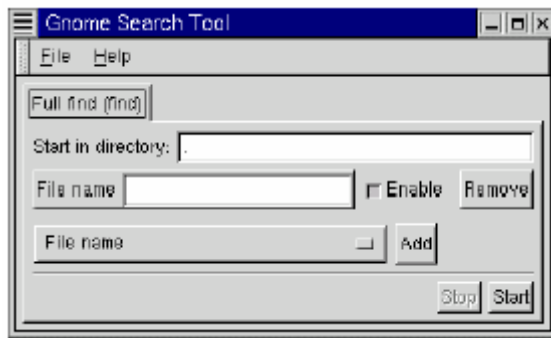 Gnome Search Tool
File Help
Full find (find)
Start in directory: .
File name Enable Remove
File name Add
Stop Start